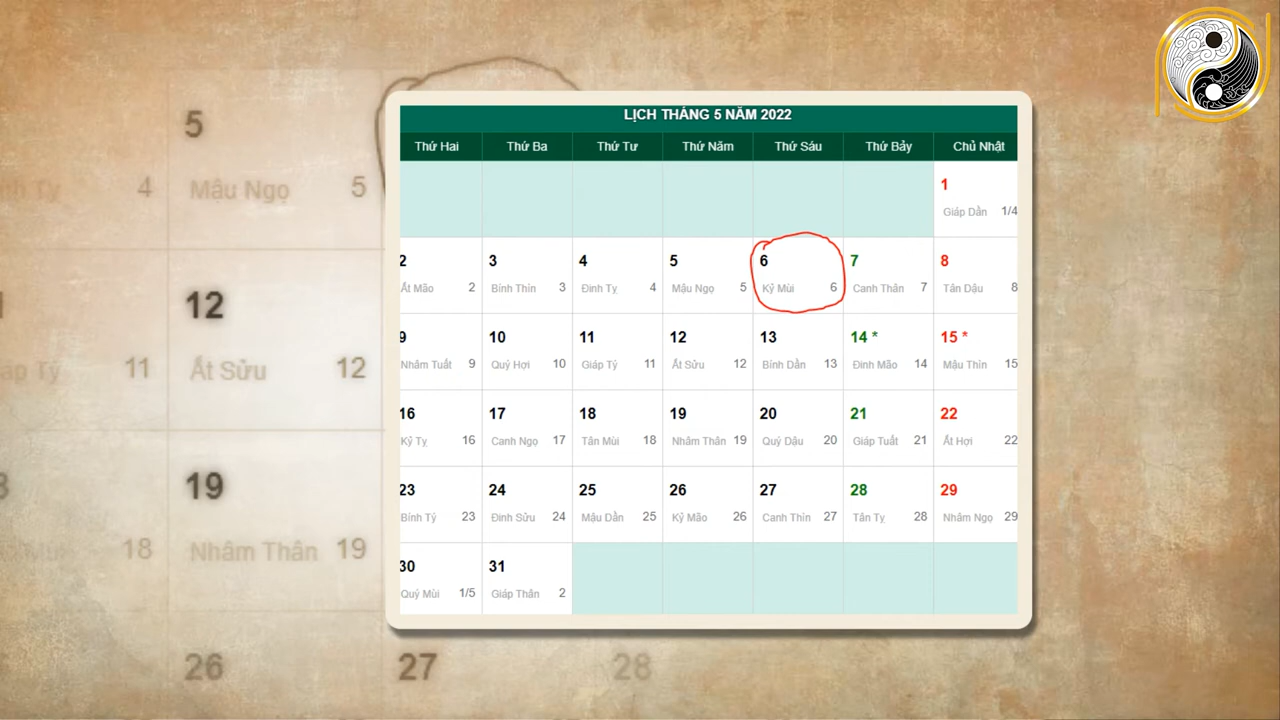 LỊCH THÁNG 5 NĂM 2022
Thứ Hai Thứ Ba Thứ Tư Thứ Năm Thứ Sáu Thứ Bảy Chủ Nhật
1
Giáp Dần 1/4
2 3 4 5 6 7 8
Ất Mão 2 Bính Thìn 3 Đinh Tỵ 4 Mậu Ngọ 5 Kỷ Mùi 6 Canh Thân 7 Tân Dậu 8
9 10 11 12 13 14 * 15 *
Nhâm Tuất 9 Quý Hợi 10 Giáp Tý 11 Ất Sửu 12 Bính Dần 13 Đinh Mão 14 Mậu Thìn 15
16 17 18 19 20 21 22
Kỷ Tỵ 16 Canh Ngọ 17 Tân Mùi 18 Nhâm Thân 19 Quý Dậu 20 Giáp Tuất 21 Ất Hợi 22
23 24 25 26 27 28 29
Bính Tý 23 Đinh Sửu 24 Mậu Dần 25 Kỷ Mão 26 Canh Thìn 27 Tân Tỵ 28 Nhâm Ngọ 29
30 31
Quý Mùi 1/5 Giáp Thân 2
5
4 Mậu Ngọ 5
12
11 Ất Sửu 12
19
18 Nhâm Thân 19
26 27 28